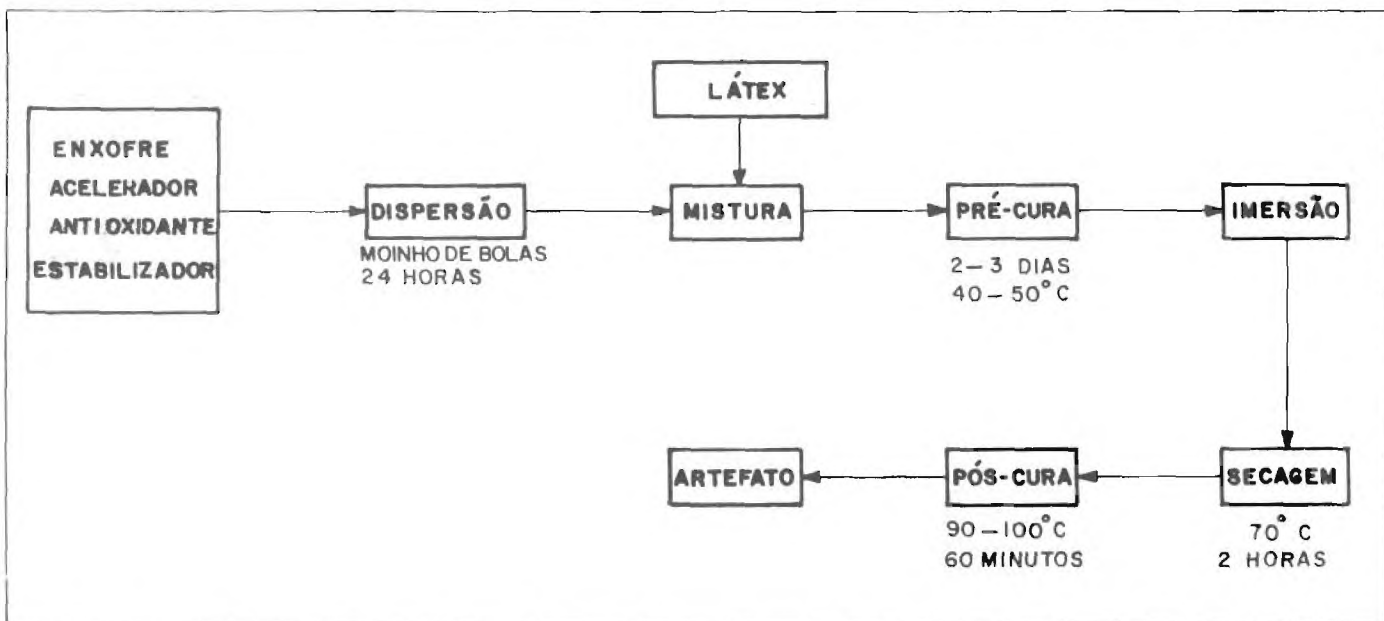 LÁTEX
ENXOFRE
ACELERADOR
ANTIOXIDANTE
ESTABILIZADOR
DISPERSÃO
MOINHO DE BOLAS
24 HORAS
MISTURA
PRÉ-CURA
2-3 DIAS
40-50°C
IMERSÃO
SECAGEM
70° C
2 HORAS
PÓS-CURA
90-100°C
60 MINUTOS
ARTEFATO